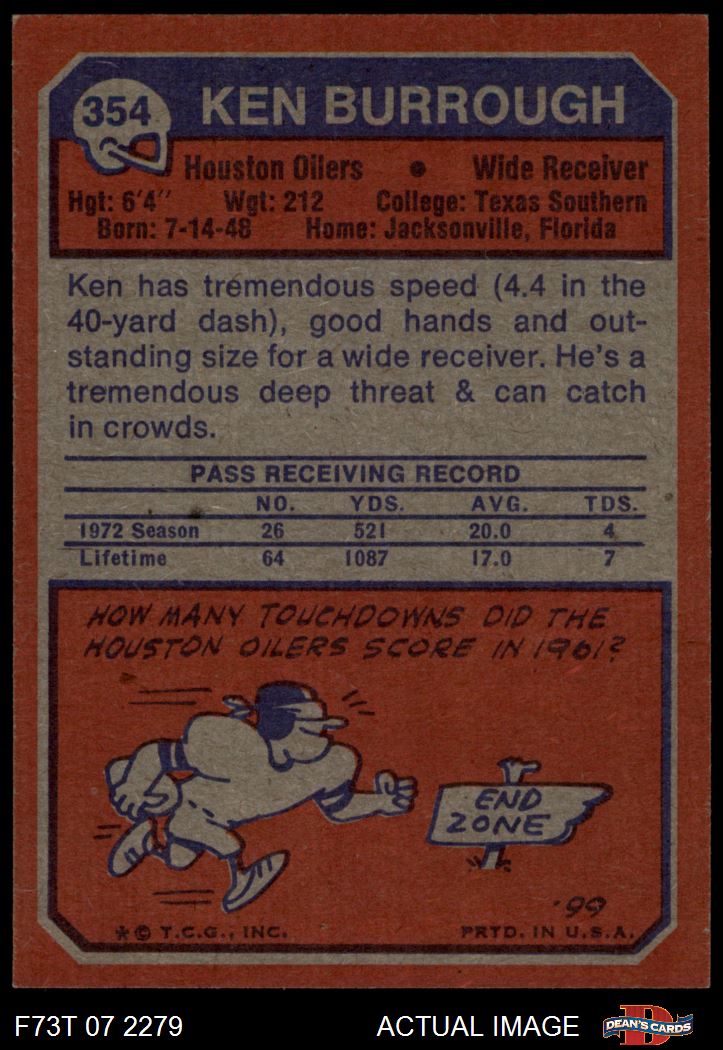 354
KEN BURROUGH
Houston Oilers • Wide Receiver
Hgt: 6'4" Wgt: 212 College: Texas Southern
Born: 7-14-48 Home: Jacksonville, Florida
Ken has tremendous speed (4.4 in the
40-yard dash), good hands and out-
standing size for a wide receiver. He's a
tremendous deep threat & can catch
in crowds.
PASS RECEIVING RECORD
NO. YDS. AVG. TDS.
1972 Season 26 521 20.0 4
Lifetime 64 1087 17.0 7
HOW MANY TOUCHDOWNS DID THE
HOUSTON OILERS SCORE IN 1961?
END
ZONE
'99
* © T.C.G., INC. PRTD. IN U.S.A.
F73T 07 2279 ACTUAL IMAGE
D
DEAN'S CARDS